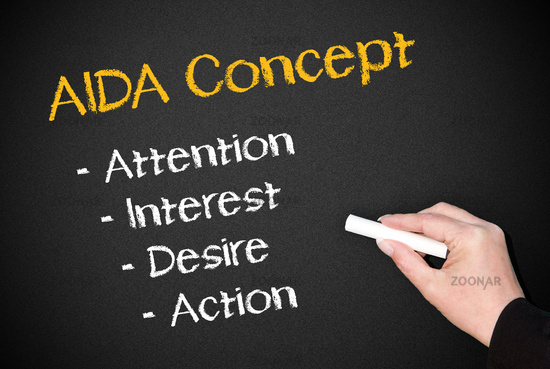 AIDA Concept
- Attention
- Interest
- Desire
- Action
ZOONAR